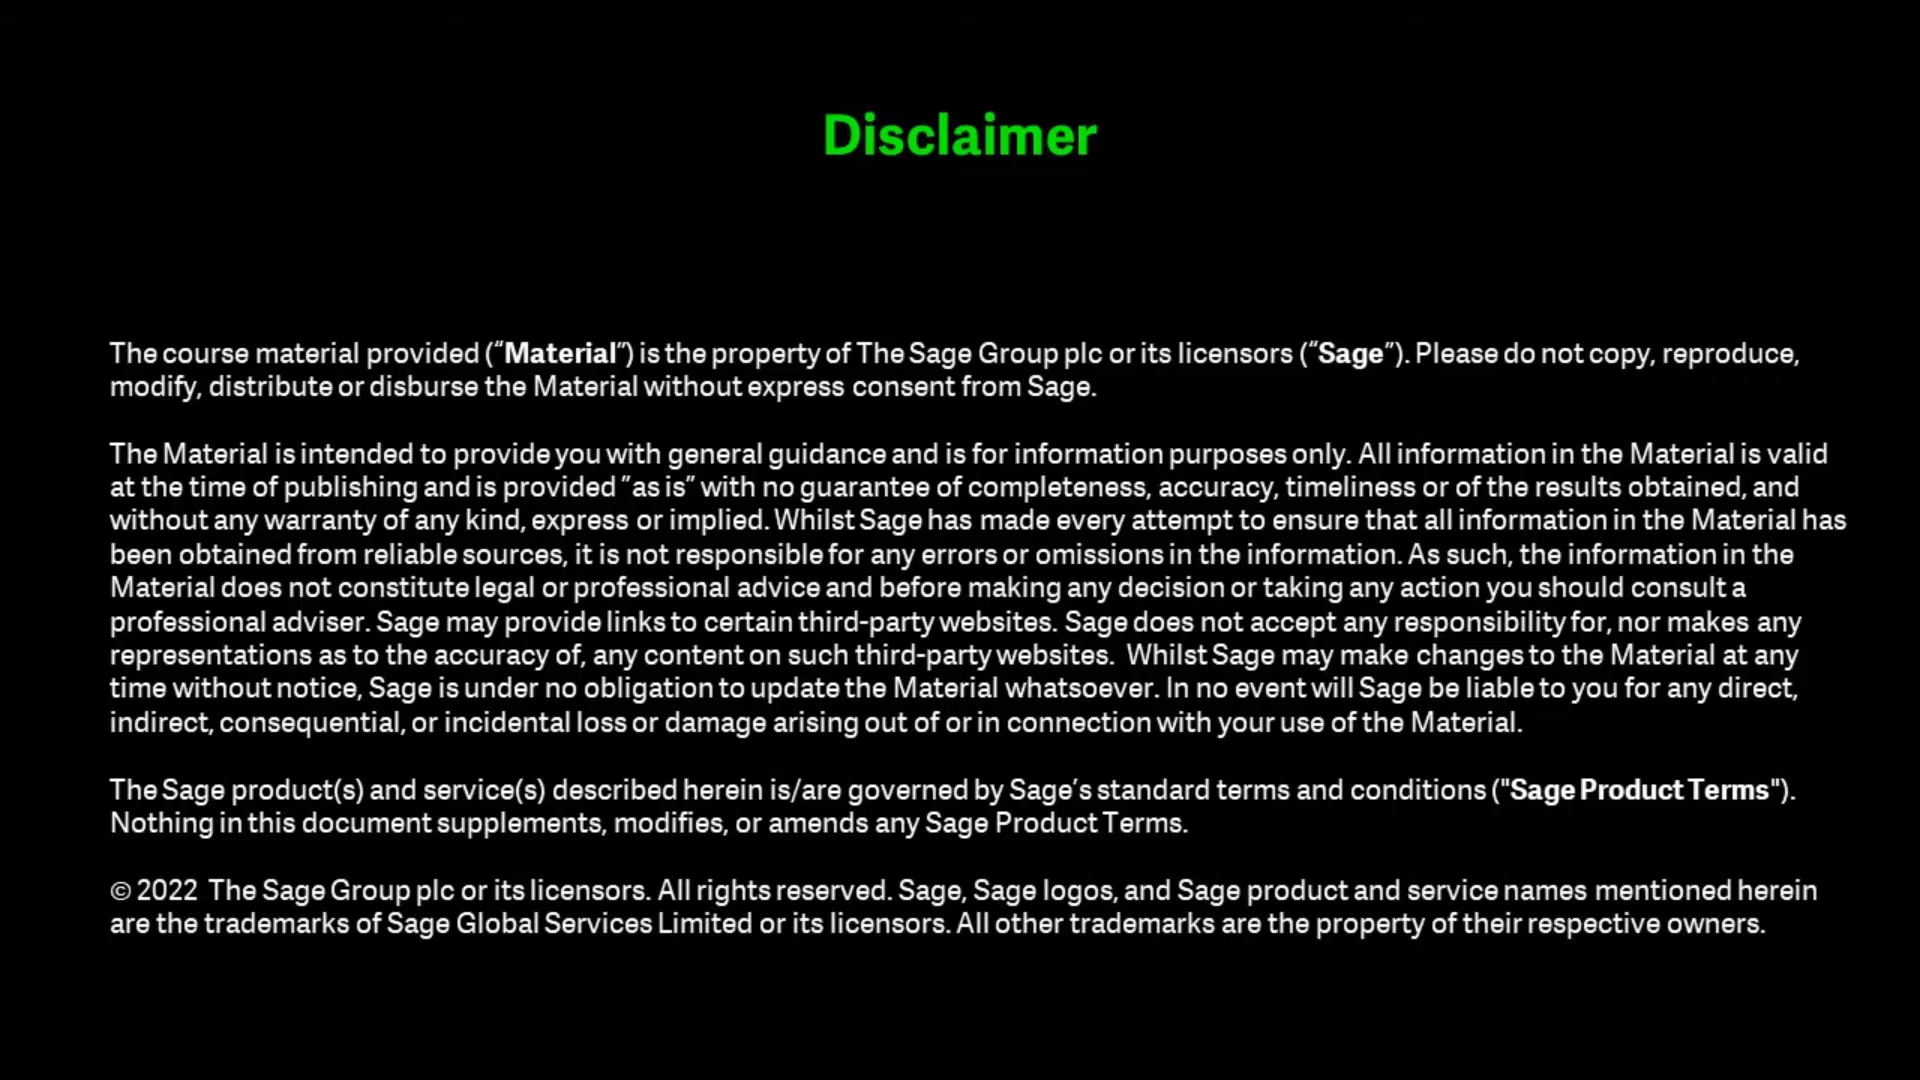 Disclaimer
The course material provided (“Material”) is the property of The Sage Group plc or its licensors (“Sage”). Please do not copy, reproduce,
modify, distribute or disburse the Material without express consent from Sage.
The Material is intended to provide you with general guidance and is for information purposes only. All information in the Material is valid
at the time of publishing and is provided “as is” with no guarantee of completeness, accuracy, timeliness or of the results obtained, and
without any warranty of any kind, express or implied. Whilst Sage has made every attempt to ensure that all information in the Material has
been obtained from reliable sources, it is not responsible for any errors or omissions in the information. As such, the information in the
Material does not constitute legal or professional advice and before making any decision or taking any action you should consult a
professional adviser. Sage may provide links to certain third-party websites. Sage does not accept any responsibility for, nor makes any
representations as to the accuracy of, any content on such third-party websites.  Whilst Sage may make changes to the Material at any
time without notice, Sage is under no obligation to update the Material whatsoever. In no event will Sage be liable to you for any direct,
indirect, consequential, or incidental loss or damage arising out of or in connection with your use of the Material.
The Sage product(s) and service(s) described herein is/are governed by Sage’s standard terms and conditions ("Sage Product Terms").
Nothing in this document supplements, modifies, or amends any Sage Product Terms.
© 2022  The Sage Group plc or its licensors. All rights reserved. Sage, Sage logos, and Sage product and service names mentioned herein
are the trademarks of Sage Global Services Limited or its licensors. All other trademarks are the property of their respective owners.